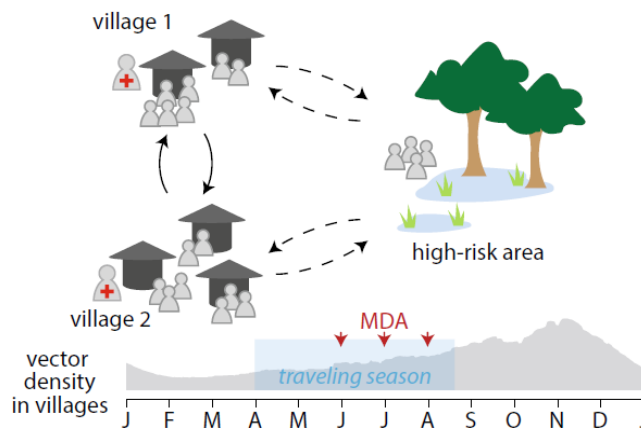 village 1
high-risk area
village 2
MDA
traveling season
vector
density
in villages
J F M A M J J A S O N D J